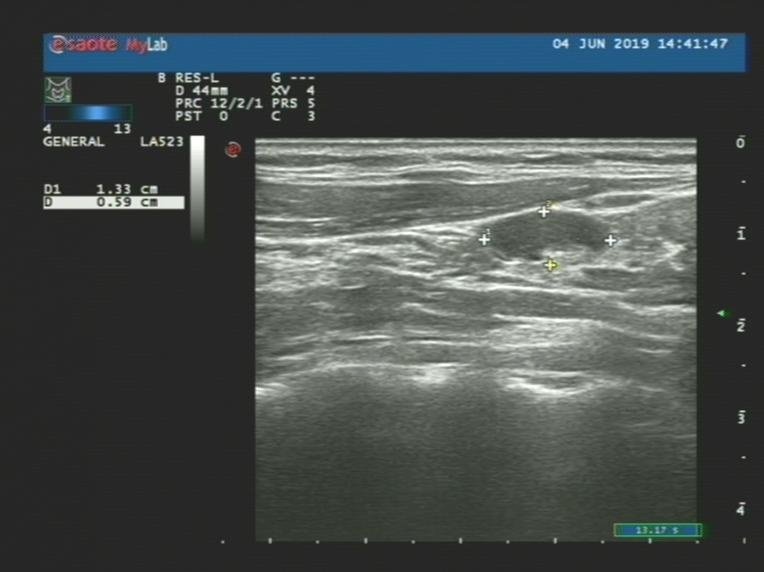 esaote MyLab
04 JUN 2019 14:41:47
B RES-L G ---
D 44mm XV 4
PRC 12/2/1 PRS 5
PST 0 C 3
4 13
GENERAL LA523
D1 1.33 cm
D 0.59 cm
0
1
2
3
4
1
2
13.17 s